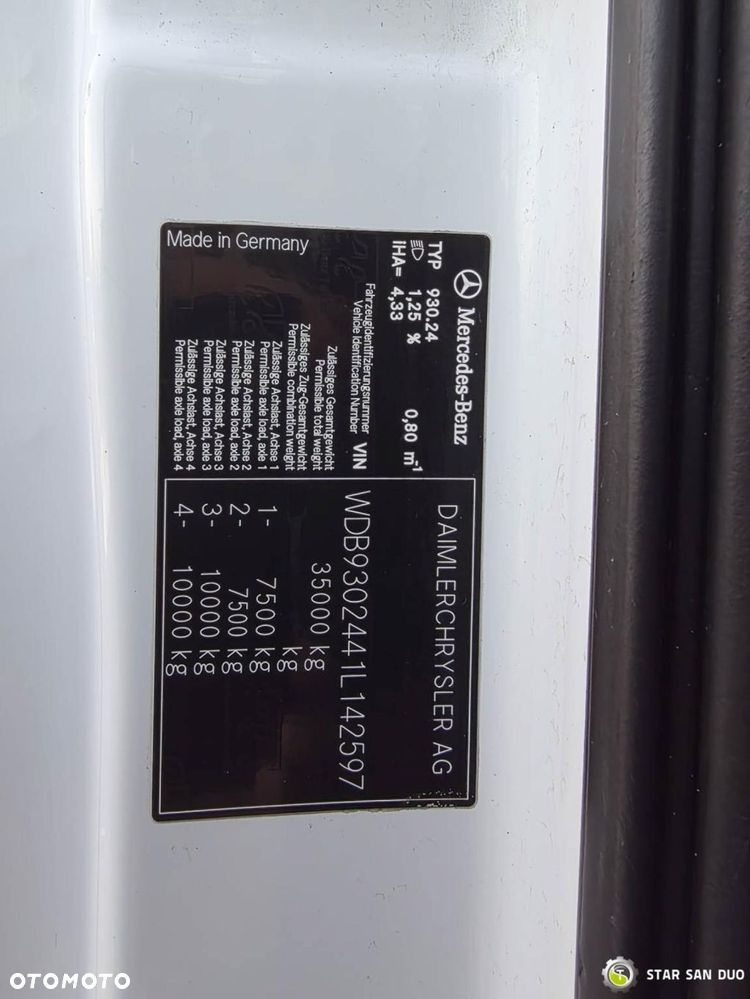 Mercedes-Benz
DAIMLERCHRYSLER AG
TYP 930.24
1,25 % 0,80 m-1
IHA= 4,33
Fahrzeugidentifizierungsnummer
Vehicle Identification Number
VIN WDB9302441L142597
Zulässiges Gesamtgewicht
Permissible total weight
35000 kg
Zulässiges Zug-Gesamtgewicht
Permissible combination weight
kg
Zulässige Achslast, Achse 1
Permissible axle load, axle 1
1- 7500 kg
Zulässige Achslast, Achse 2
Permissible axle load, axle 2
2- 7500 kg
Zulässige Achslast, Achse 3
Permissible axle load, axle 3
3- 10000 kg
Zulässige Achslast, Achse 4
Permissible axle load, axle 4
4- 10000 kg
Made in Germany
OTOMOTO
STAR SAN DUO